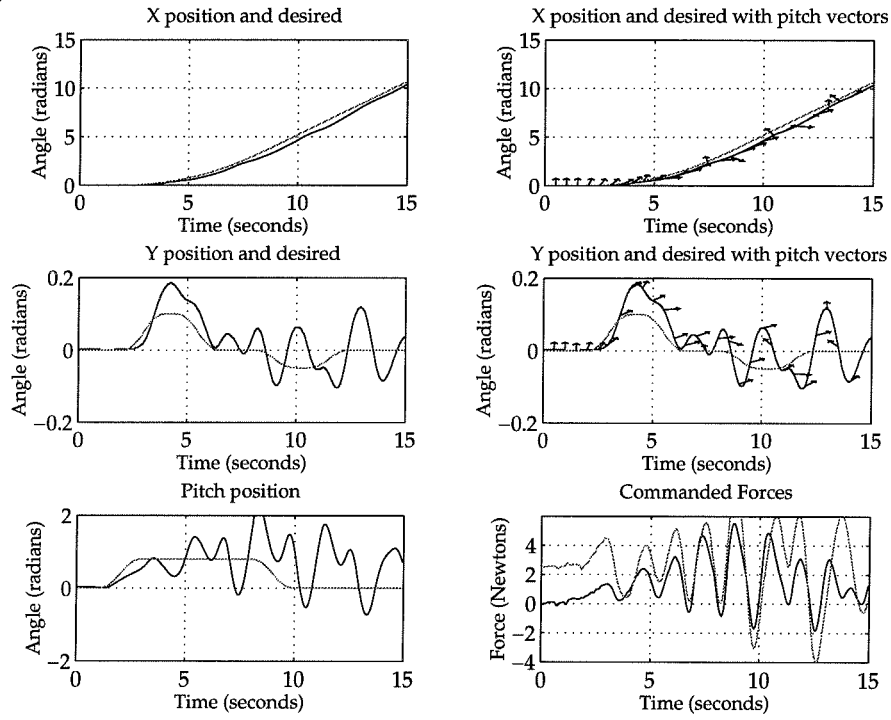 X position and desired
15
10
5
0
Angle (radians)
0 5 10 15
Time (seconds)
X position and desired with pitch vectors
15
10
5
0
Angle (radians)
0 5 10 15
Time (seconds)
Y position and desired
0.2
0
−0.2
Angle (radians)
0 5 10 15
Time (seconds)
Y position and desired with pitch vectors
0.2
0
−0.2
Angle (radians)
0 5 10 15
Time (seconds)
Pitch position
2
0
−2
Angle (radians)
0 5 10 15
Time (seconds)
Commanded Forces
4
2
0
−2
−4
Force (Newtons)
0 5 10 15
Time (seconds)